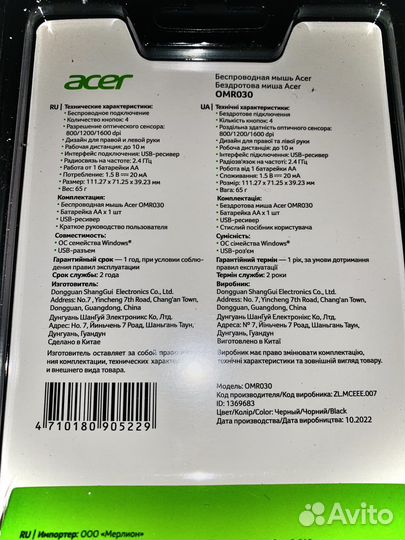 acer
Беспроводная мышь Acer
Бездротова миша Acer
OMR030
RU | Технические характеристики:
• Беспроводное подключение
• Количество кнопок: 4
• Разрешение оптического сенсора:
800/1200/1600 dpi
• Дизайн для правой и левой руки
• Рабочая дистанция: до 10 м
• Интерфейс подключения: USB-ресивер
• Радиосвязь на частоте: 2.4 ГГц
• Работа от 1 батарейки AA
• Потребление: 1.5 В ⎓ 20 мА
• Размер: 111.27 x 71.25 x 39.23 мм
• Вес: 65 г
Комплектация:
• Беспроводная мышь Acer OMR030
• Батарейка AA x 1 шт
• USB-ресивер
• Краткое руководство пользователя
Совместимость:
• ОС семейства Windows®
• USB-разъем
Гарантийный срок — 1 год, при условии соблю-
дения правил эксплуатации
Срок службы: 2 года
Изготовитель:
Dongguan ShangGui Electronics Co., Ltd.
Address: No.7 , Yincheng 7th Road, Chang'an Town,
Dongguan, Guangdong, China
Дунгуань ШанГуй Электроникс Ко, Лтд.
Адрес: No. 7, Йиньчень 7 Роад, Шаньгань Таун,
Дунгуань, Гуандун
Сделано в Китае
Изготовитель оставляет за собой право
ния комплектации, технических характеристик
и внешнего вида товара.
UA | Технічні характеристики:
• Бездротове підключення
• Кількість кнопок: 4
• Роздільна здатність оптичного сенсора:
800/1200/1600 dpi
• Дизайн для правої та лівої руки
• Робоча дистанція: до 10 м
• Інтерфейс підключення: USB-ресивер
• Радіозв'язок на частоті: 2.4 ГГц
• Робота від 1 батарейки AA
• Споживання: 1.5 В ⎓ 20 мА
• Розмір: 111.27 x 71.25 x 39.23 мм
• Вага: 65 г
Комплектація:
• Бездротова миша Acer OMR030
• Батарейка AA x 1 шт
• USB-ресивер
• Стислий посібник користувача
Сумісність:
• ОС сімейства Windows®
• USB-роз'єм
Гарантійний термін — 1 рік, за умови дотримання
правил експлуатації
Термін служби: 2 роки
Виробник:
Dongguan ShangGui Electronics Co., Ltd.
Address: No.7 , Yincheng 7th Road, Chang'an Town,
Dongguan, Guangdong, China
Дунгуань ШанГуй Електронікс Ко, Лтд.
Адреса: № 7, Йиньчень 7 Роад, Шаньгань Таун,
Дунгуань, Гуандун
Виготовлено в Китаї
Виробник має право змінювати комплектацію,
технічні характеристики та зовнішній вигляд товару.
4 710180 905229
Модель: OMR030
Код производителя/Код виробника: ZL.MCEEE.007
ID: 1369683
Цвет/Колір/Color: Черный/Чорний/Black
Дата производства/Дата виробництва: 10.2022
RU | Импортер: ООО «Мерлион»
Avito